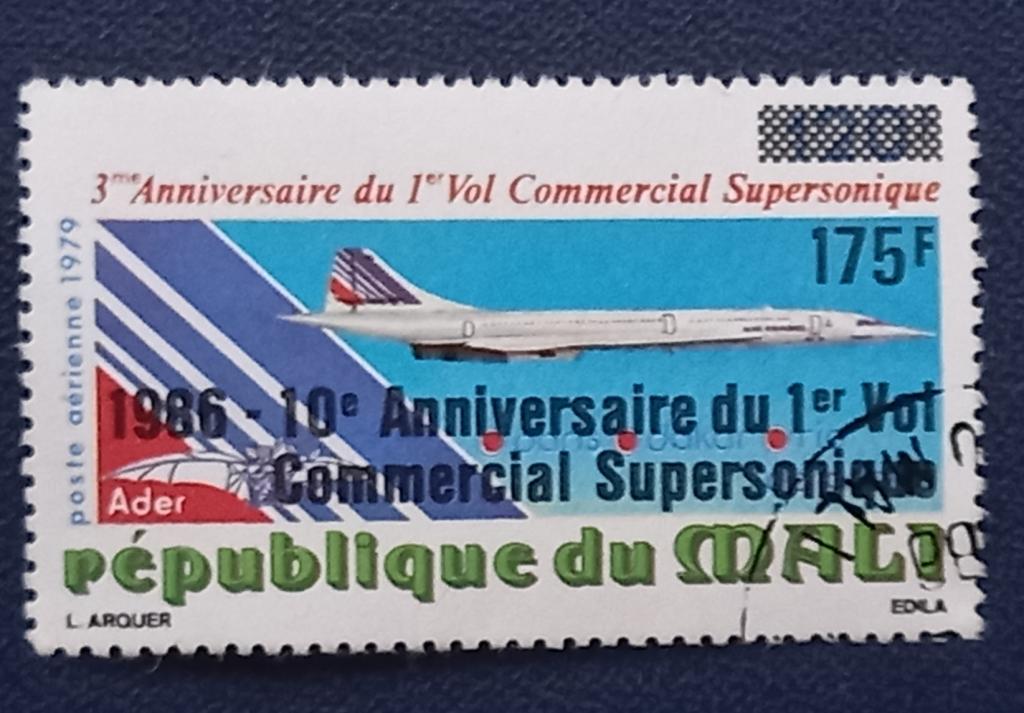 3me Anniversaire du 1er Vol Commercial Supersonique
175F
poste aérienne 1979
1986 - 10e Anniversaire du 1er Vol
Commercial Supersonique
Ader
république du MALI
L. ARQUER
EDILA